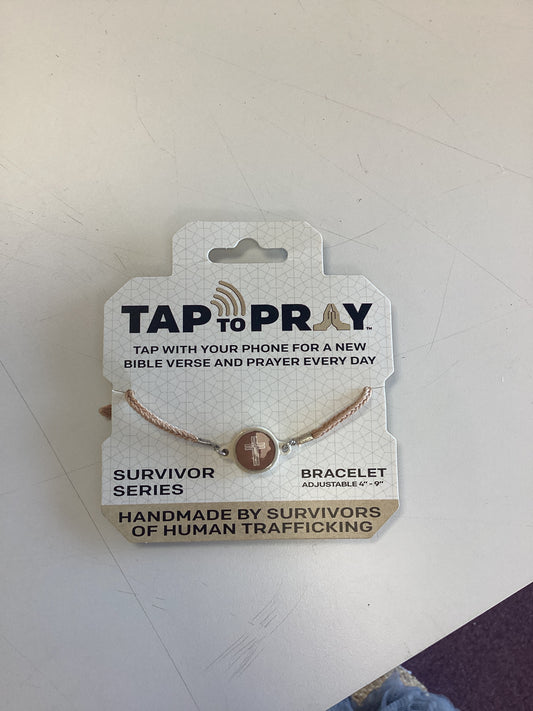 TAP TO PRAY™
TAP WITH YOUR PHONE FOR A NEW
BIBLE VERSE AND PRAYER EVERY DAY
SURVIVOR
SERIES
BRACELET
ADJUSTABLE 4" - 9"
HANDMADE BY SURVIVORS
OF HUMAN TRAFFICKING